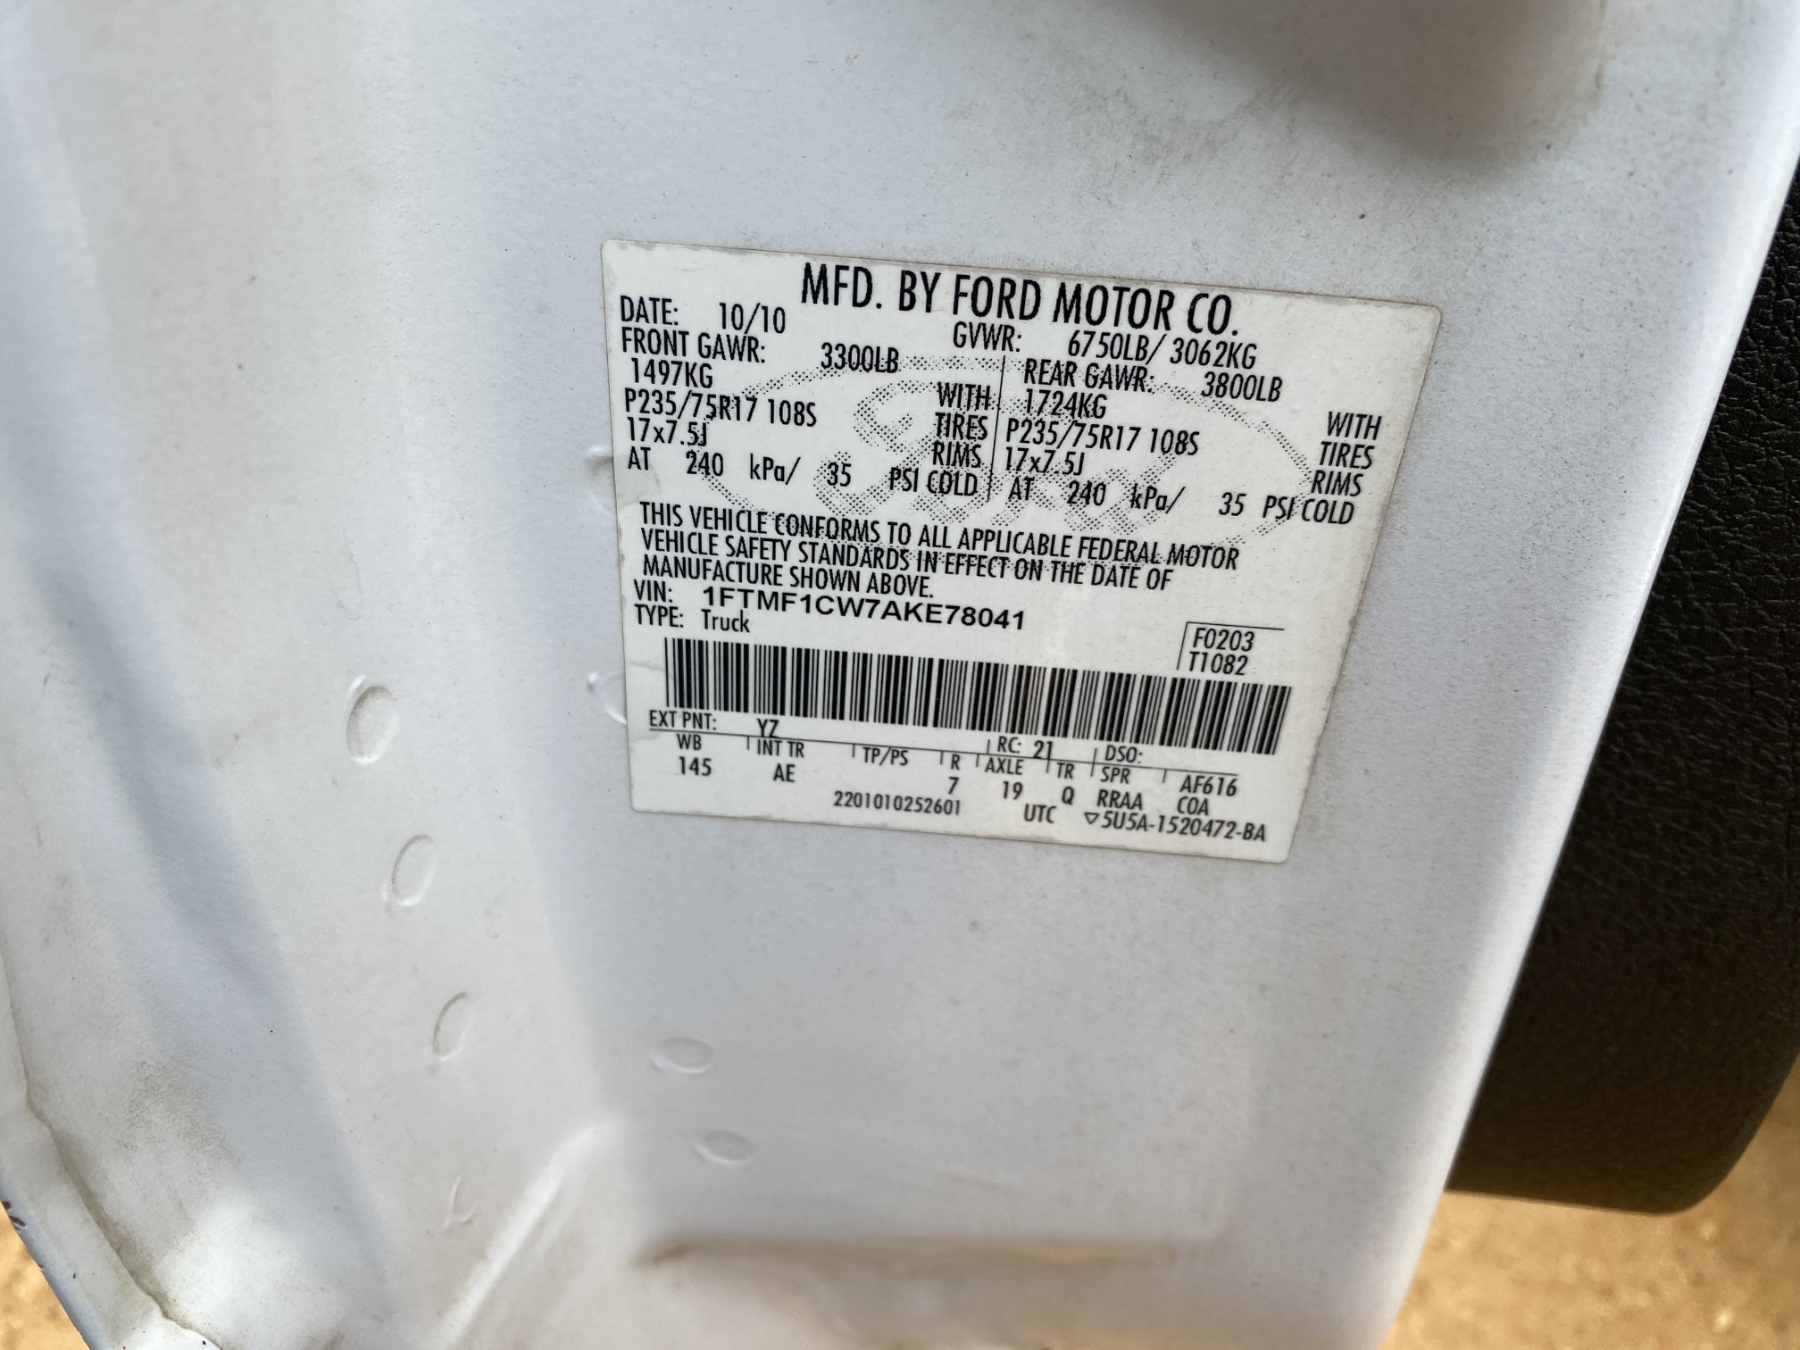 MFD. BY FORD MOTOR CO.
DATE: 10/10 GVWR: 6750LB/ 3062KG
FRONT GAWR: 3300LB REAR GAWR: 3800LB
1497KG WITH 1724KG WITH
P235/75R17 108S TIRES P235/75R17 108S TIRES
17x7.5J RIMS 17x7.5J RIMS
AT 240 kPa/ 35 PSI COLD AT 240 kPa/ 35 PSI COLD
THIS VEHICLE CONFORMS TO ALL APPLICABLE FEDERAL MOTOR
VEHICLE SAFETY STANDARDS IN EFFECT ON THE DATE OF
MANUFACTURE SHOWN ABOVE.
VIN: 1FTMF1CW7AKE78041
TYPE: Truck
F0203
T1082
EXT PNT: YZ RC: 21 DSO:
WB INT TR TP/PS R AXLE TR SPR AF616
145 AE 7 19 Q RRAA COA
2201010252601 UTC ▽5U5A-1520472-BA